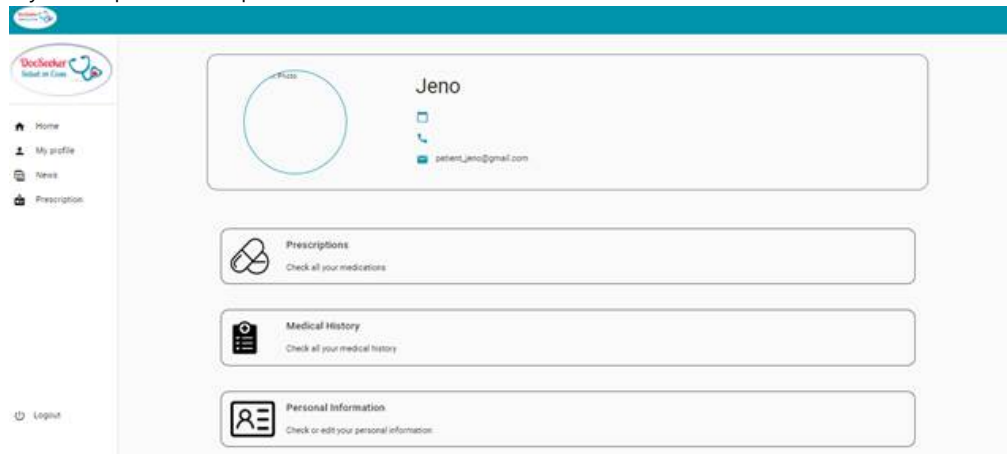 DocSeeker
Home
My profile
News
Prescription
Logout
Photo
Jeno
patient_jeno@gmail.com
Prescriptions
Check all your medications
Medical History
Check all your medical history
Personal Information
Check or edit your personal information